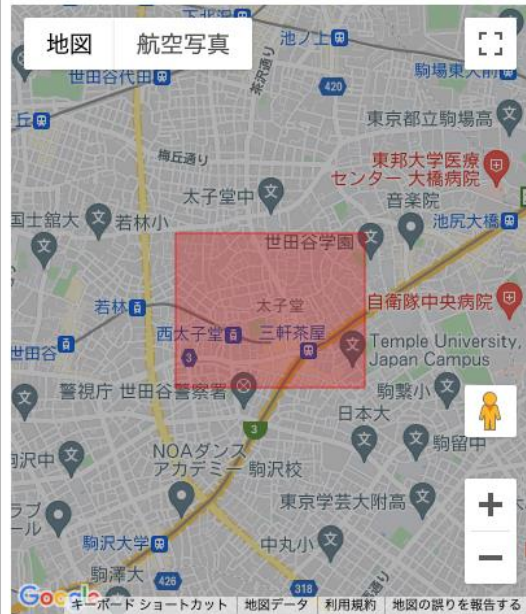 下北沢
地図
航空写真
池ノ上
茶沢通り
世田谷代田
駒場東大前
420
丘
東京都立駒場高
梅丘通り
東邦大学医療
センター 大橋病院
太子堂中
音楽院
国士舘大
若林小
池尻大橋
世田谷学園
若林
太子堂
自衛隊中央病院
西太子堂
三軒茶屋
世田谷
3
Temple University,
Japan Campus
警視庁 世田谷警察署
駒繋小
日本大
3
駒留中
NOAダンス
アカデミー 駒沢校
東京学芸大附高
駒沢大学
中丸小
駒澤大
426
318
Google
キーボード ショートカット
地図データ
利用規約
地図の誤りを報告する